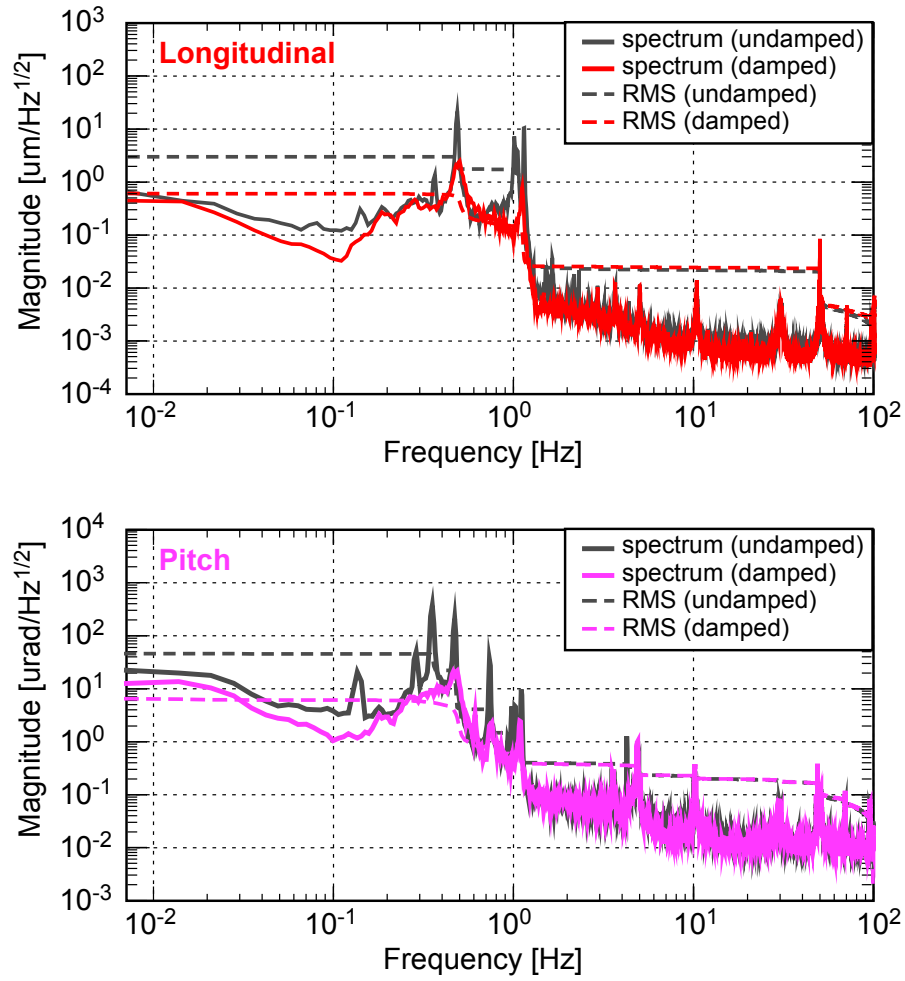 Longitudinal
spectrum (undamped)
spectrum (damped)
RMS (undamped)
RMS (damped)
Magnitude [um/Hz^1/2]
10^3
10^2
10^1
10^0
10^-1
10^-2
10^-3
10^-4
10^-2 10^-1 10^0 10^1 10^2
Frequency [Hz]
Pitch
spectrum (undamped)
spectrum (damped)
RMS (undamped)
RMS (damped)
Magnitude [urad/Hz^1/2]
10^4
10^3
10^2
10^1
10^0
10^-1
10^-2
10^-3
10^-2 10^-1 10^0 10^1 10^2
Frequency [Hz]